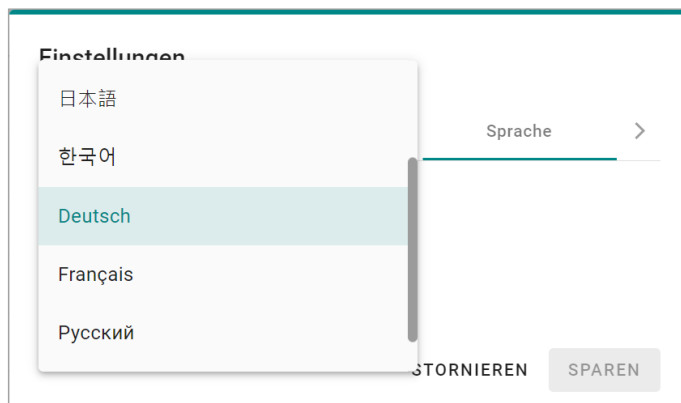 Einstellungen
日本語
Sprache
한국어
Deutsch
Français
Русский
STORNIEREN
SPAREN